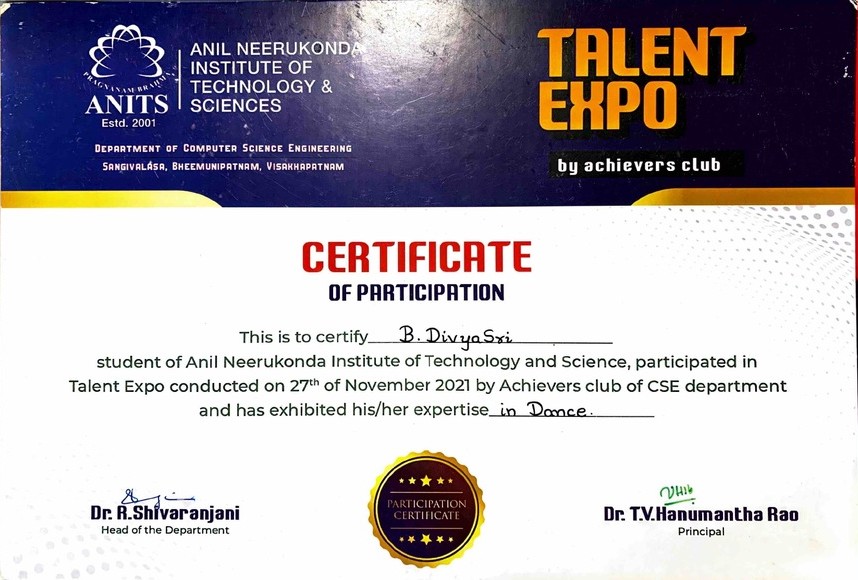 ANIL NEERUKONDA
INSTITUTE OF
TECHNOLOGY &
SCIENCES
PRAGNANAM BRAHMA
ANITS
Estd. 2001
DEPARTMENT OF COMPUTER SCIENCE ENGINEERING
SANGIVALASA, BHEEMUNIPATNAM, VISAKHAPATNAM
TALENT
EXPO
by achievers club
CERTIFICATE
OF PARTICIPATION
This is to certify B. DivyaSri
student of Anil Neerukonda Institute of Technology and Science, participated in
Talent Expo conducted on 27th of November 2021 by Achievers club of CSE department
and has exhibited his/her expertise in Dance.
PARTICIPATION
CERTIFICATE
Dr. R.Shivaranjani
Head of the Department
Dr. T.V.Hanumantha Rao
Principal